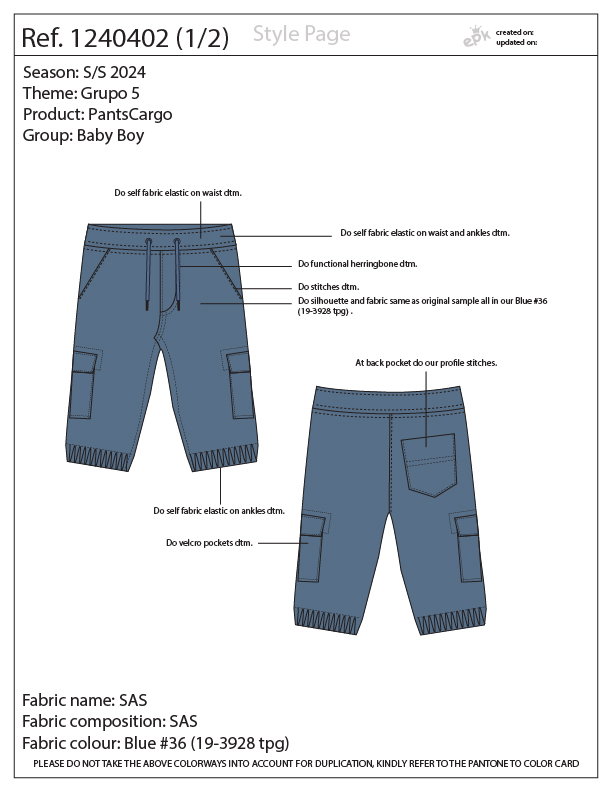 Ref. 1240402 (1/2)
Style Page
epk
created on:
updated on:
Season: S/S 2024
Theme: Grupo 5
Product: PantsCargo
Group: Baby Boy
Do self fabric elastic on waist dtm.
Do self fabric elastic on waist and ankles dtm.
Do functional herringbone dtm.
Do stitches dtm.
Do silhouette and fabric same as original sample all in our Blue #36
(19-3928 tpg) .
At back pocket do our profile stitches.
Do self fabric elastic on ankles dtm.
Do velcro pockets dtm.
Fabric name: SAS
Fabric composition: SAS
Fabric colour: Blue #36 (19-3928 tpg)
PLEASE DO NOT TAKE THE ABOVE COLORWAYS INTO ACCOUNT FOR DUPLICATION, KINDLY REFER TO THE PANTONE TO COLOR CARD